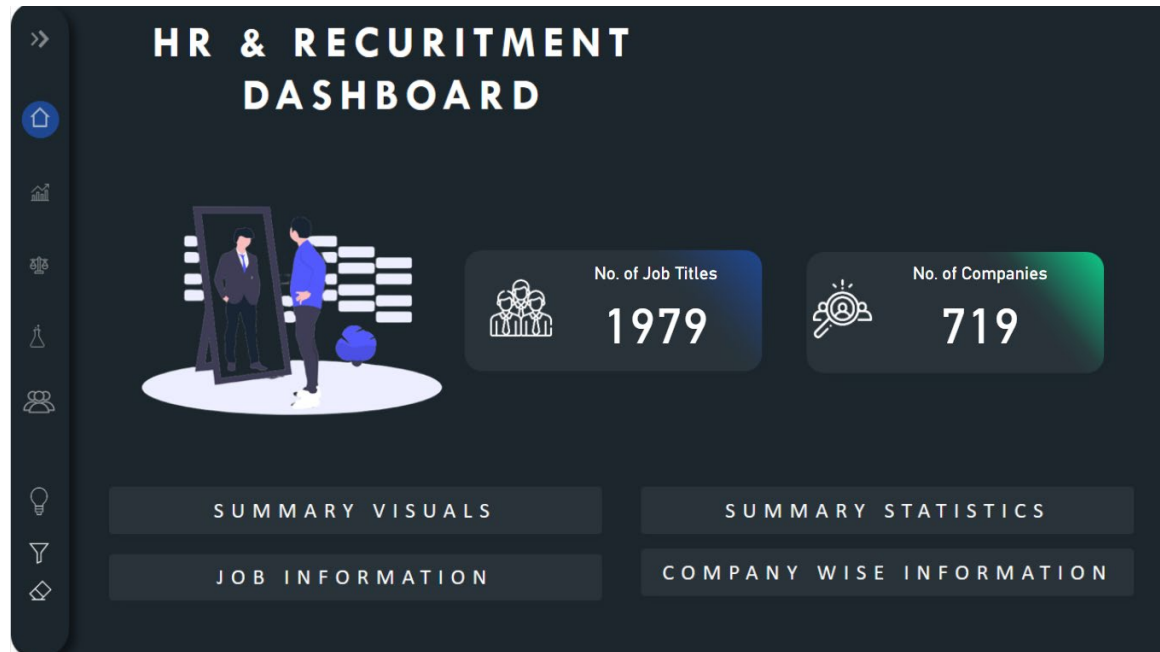 HR & RECURITMENT
DASHBOARD
No. of Job Titles
1979
No. of Companies
719
SUMMARY VISUALS
SUMMARY STATISTICS
JOB INFORMATION
COMPANY WISE INFORMATION